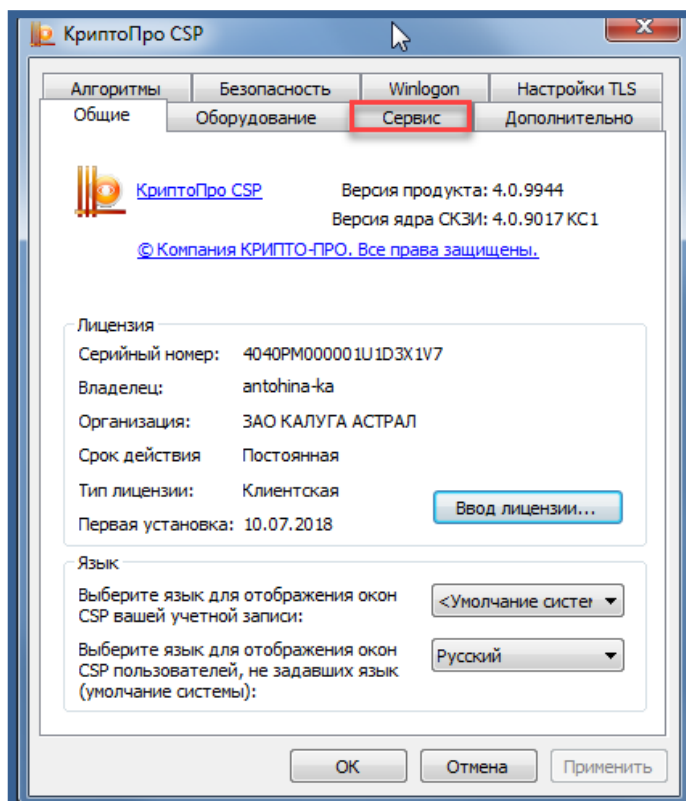 КриптоПро CSP
Алгоритмы Безопасность Winlogon Настройки TLS
Общие Оборудование Сервис Дополнительно
КриптоПро CSP Версия продукта: 4.0.9944
Версия ядра СКЗИ: 4.0.9017 КС1
© Компания КРИПТО-ПРО. Все права защищены.
Лицензия
Серийный номер: 4040PM000001U1D3X1V7
Владелец: antohina-ka
Организация: ЗАО КАЛУГА АСТРАЛ
Срок действия Постоянная
Тип лицензии: Клиентская
Ввод лицензии...
Первая установка: 10.07.2018
Язык
Выберите язык для отображения окон
CSP вашей учетной записи:
<Умолчание систем
Выберите язык для отображения окон
CSP пользователей, не задавших язык
(умолчание системы):
Русский
ОК Отмена Применить